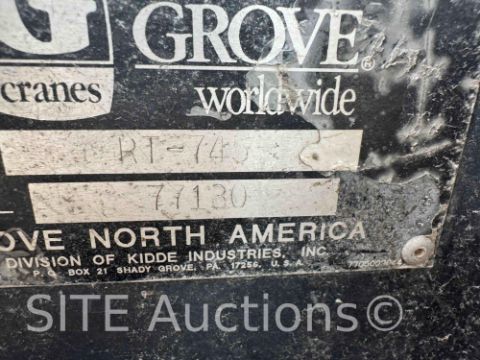 G GROVE®
cranes worldwide
RT-745
77130
OVE NORTH AMERICA
DIVISION OF KIDDE INDUSTRIES, INC.
P.O. BOX 21 SHADY GROVE, PA. 17256, U.S.A.
SITE Auctions©